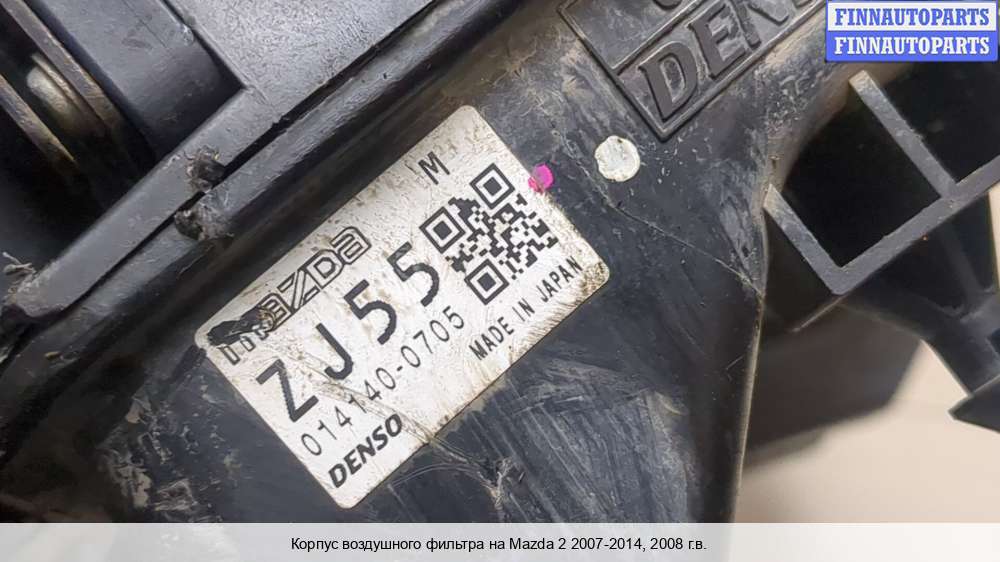 FINNAUTOPARTS
FINNAUTOPARTS
M
mazda
ZJ55
014140-0705
DENSO
MADE IN JAPAN
Корпус воздушного фильтра на Mazda 2 2007-2014, 2008 г.в.